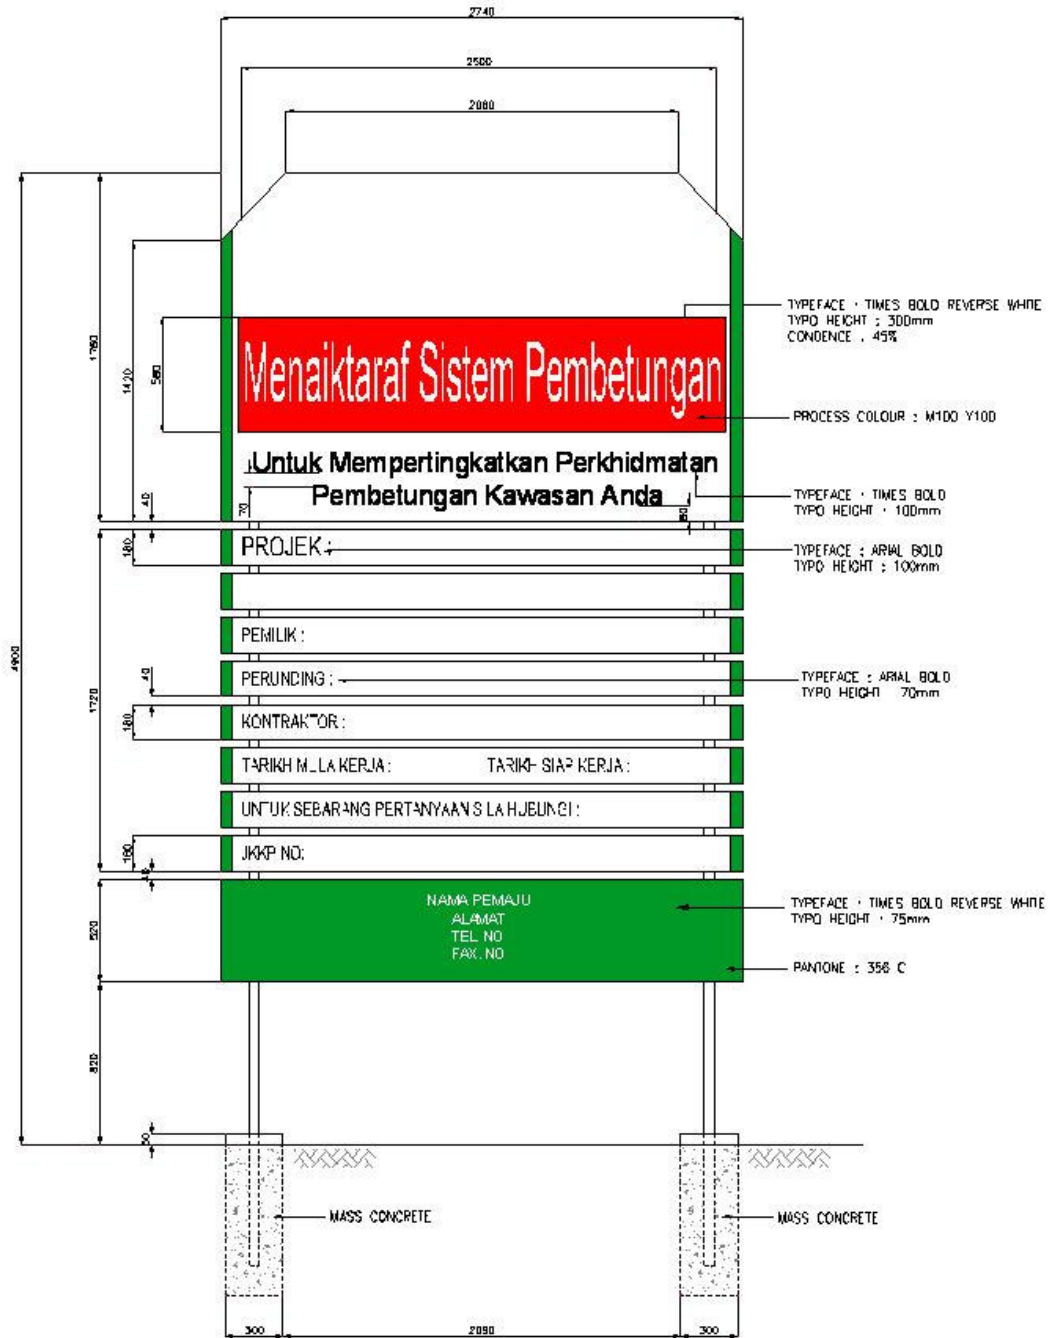 2740
2500
2080
TYPEFACE : TIMES BOLD REVERSE WHITE
TYPO HEIGHT : 300mm
CONDENCE : 45%
1780
1420
580
Menaiktaraf Sistem Pembetungan
PROCESS COLOUR : M100 Y100
Untuk Mempertingkatkan Perkhidmatan
Pembetungan Kawasan Anda
TYPEFACE : TIMES BOLD
TYPO HEIGHT : 100mm
40
70
180
PROJEK :
TYPEFACE : ARIAL BOLD
TYPO HEIGHT : 100mm
PEMILIK :
4900
1720
40
PERUNDING :
TYPEFACE : ARIAL BOLD
TYPO HEIGHT 70mm
180
KONTRAKTOR :
TARIKH MULA KERJA : TARIKH SIAP KERJA :
UNTUK SEBARANG PERTANYAAN SILA HUBUNGI :
180
JKKP NO:
40
520
NAMA PEMAJU
ALAMAT
TEL. NO
FAX. NO
TYPEFACE : TIMES BOLD REVERSE WHITE
TYPO HEIGHT : 75mm
PANTONE : 356 C
820
50
MASS CONCRETE
MASS CONCRETE
300
2090
300